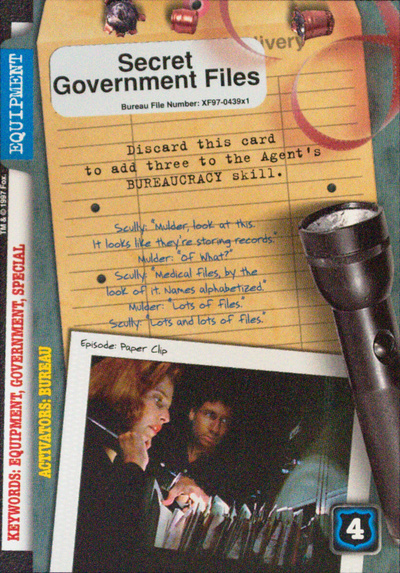 EQUIPMENT
livery
Secret
Government Files
Bureau File Number: XF97-0439x1
Discard this card
to add three to the Agent's
BUREAUCRACY skill.
Scully: "Mulder, look at this.
It looks like they're storing records."
Mulder: "Of What?"
Scully: "Medical files, by the
look of it. Names alphabetized."
Mulder: "Lots of files."
Scully: "Lots and lots of files."
Episode: Paper Clip
TM & © 1997 Fox.
KEYWORDS: EQUIPMENT, GOVERNMENT, SPECIAL
ACTIVATORS: BUREAU
4